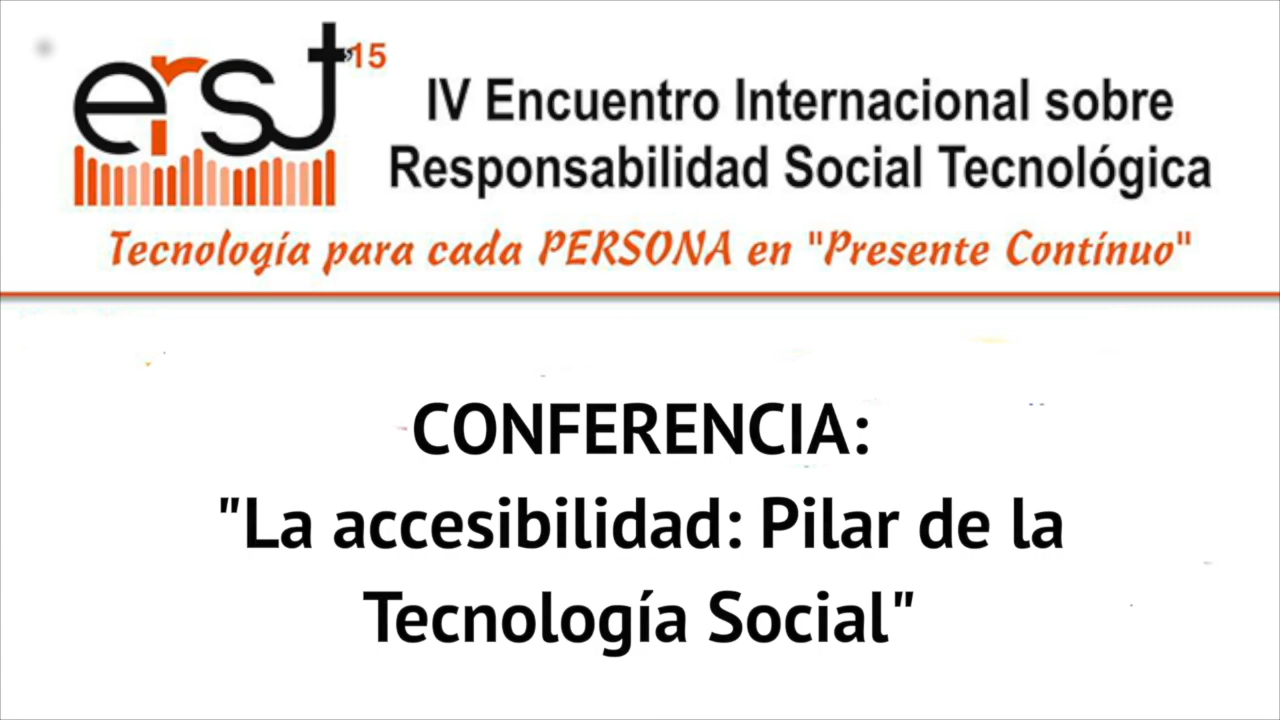 erst'15
IV Encuentro Internacional sobre
Responsabilidad Social Tecnológica
Tecnología para cada PERSONA en "Presente Contínuo"
CONFERENCIA:
"La accesibilidad: Pilar de la
Tecnología Social"